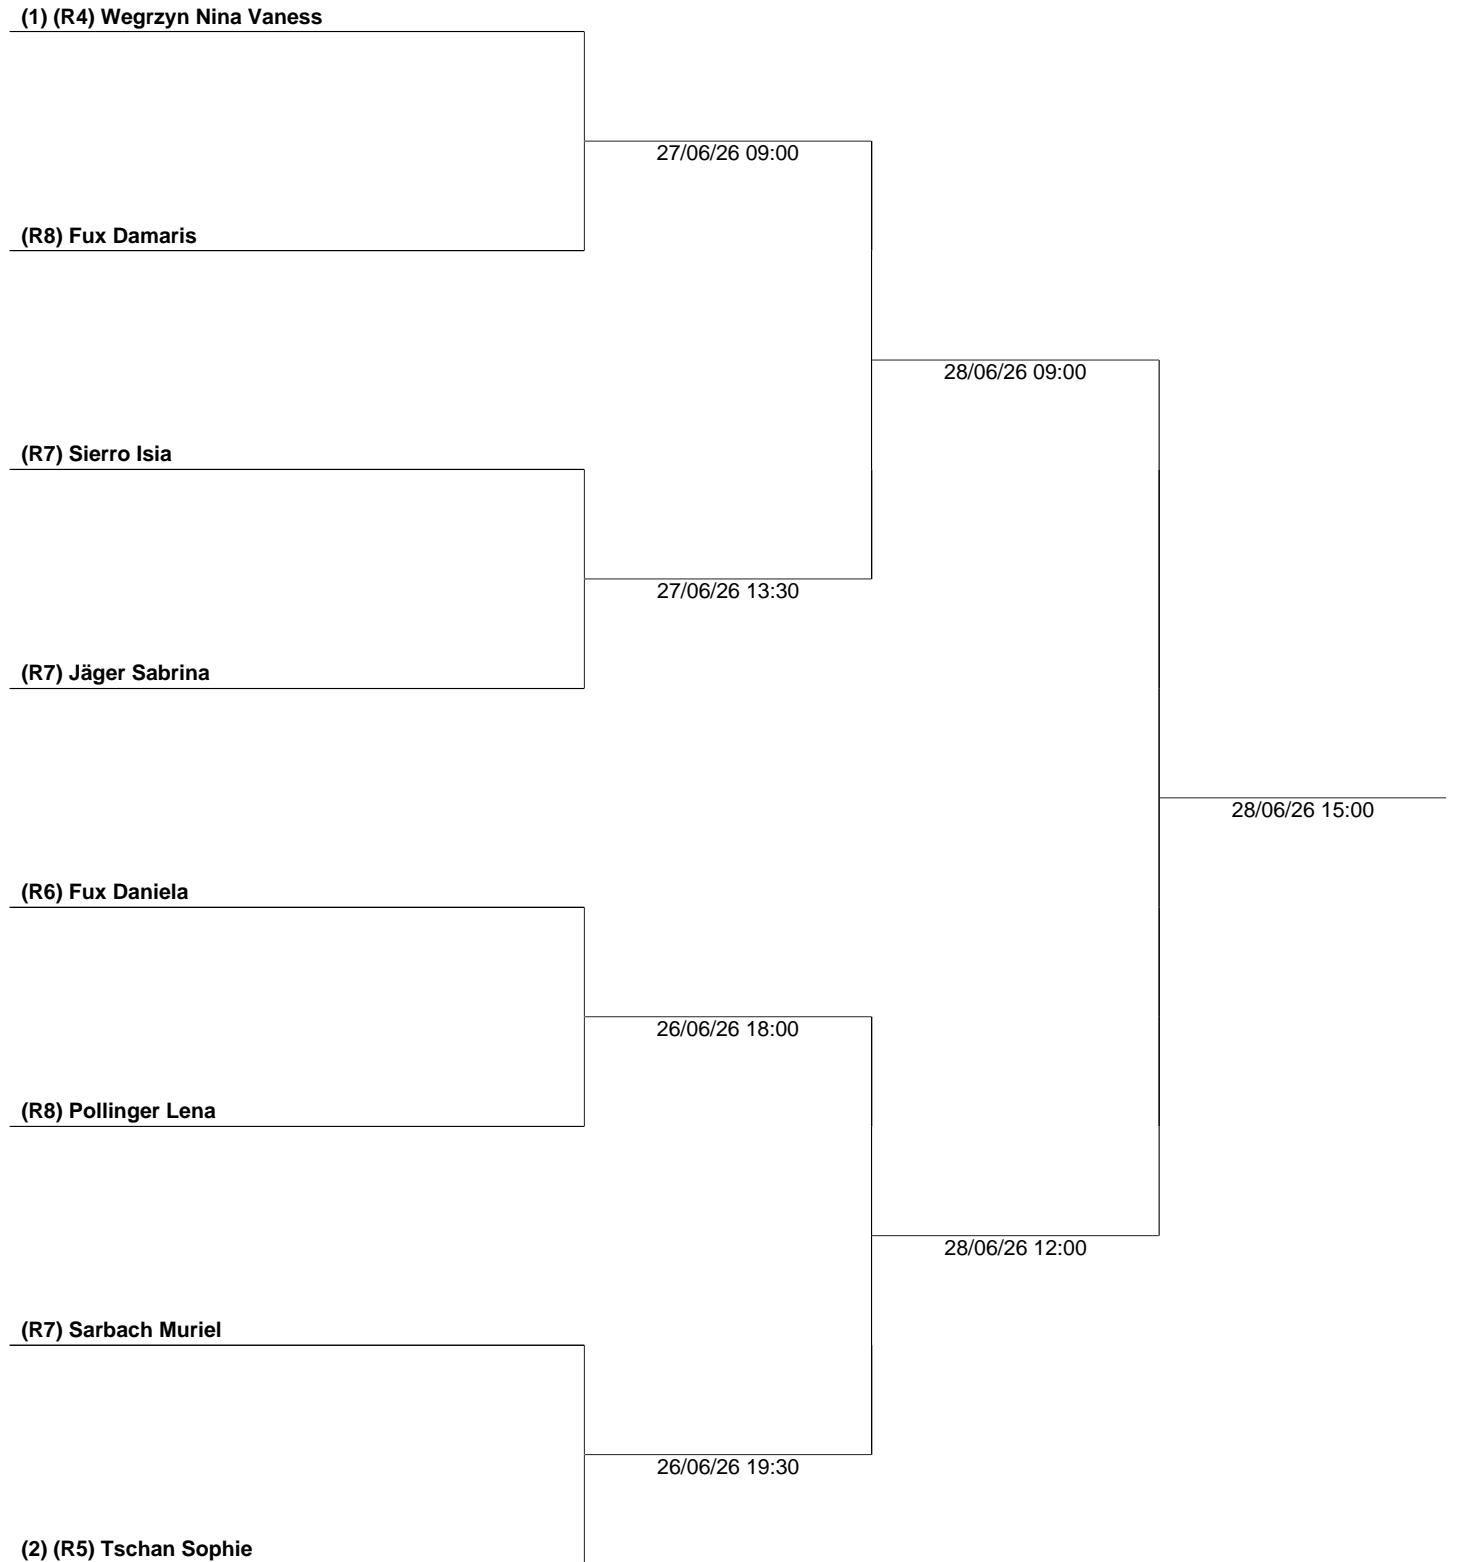 (1) (R4) Wegrzyn Nina Vaness
27/06/26 09:00
(R8) Fux Damaris
28/06/26 09:00
(R7) Sierro Isia
27/06/26 13:30
(R7) Jäger Sabrina
28/06/26 15:00
(R6) Fux Daniela
26/06/26 18:00
(R8) Pollinger Lena
28/06/26 12:00
(R7) Sarbach Muriel
26/06/26 19:30
(2) (R5) Tschan Sophie